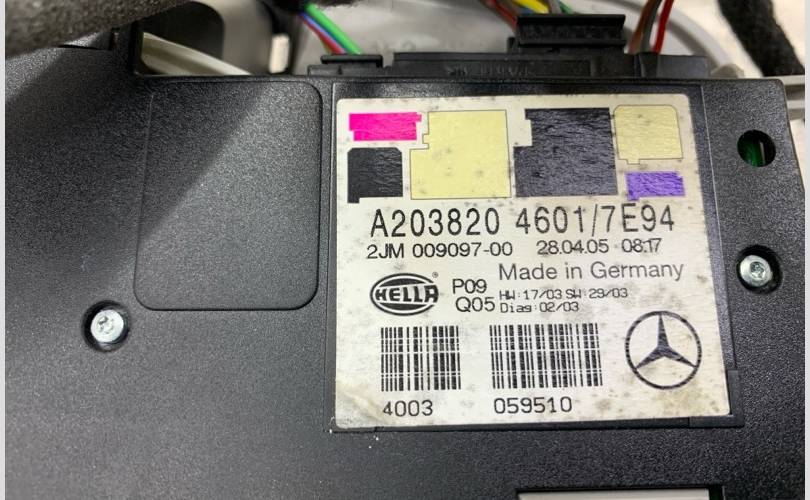 A203820 4601/7E94
2JM 009097-00 28.04.05 08:17
Made in Germany
HELLA ®
P09
Q05
HW:17/03 SW:29/03
Diag:02/03
4003 059510